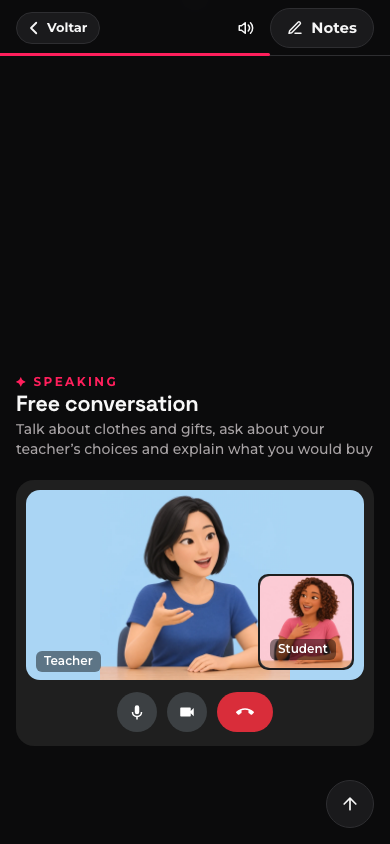 Voltar
Notes
SPEAKING
Free conversation
Talk about clothes and gifts, ask about your
teacher’s choices and explain what you would buy
Teacher
Student